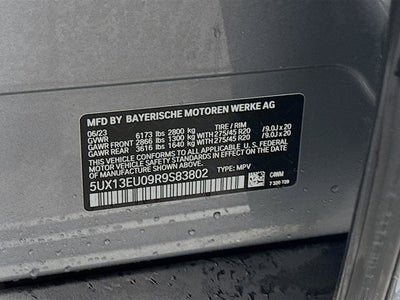 MFD BY BAYERISCHE MOTOREN WERKE AG
06/23 TIRE RIM
GVWR 6173 lbs 2800 kg
GAWR FRONT 2866 lbs 1300 kg 275/45 R20 /9.0J x 20
GAWR REAR 3616 lbs 1640 kg 275/45 R20 /9.0J x 20
THIS VEHICLE CONFORMS TO ALL APPLICABLE U.S. FEDERAL
MOTOR VEHICLE SAFETY STANDARDS IN EFFECT ON THE DATE OF
MANUFACTURE SHOWN ABOVE.
5UX13EU09R9S83802 TYPE: MPV